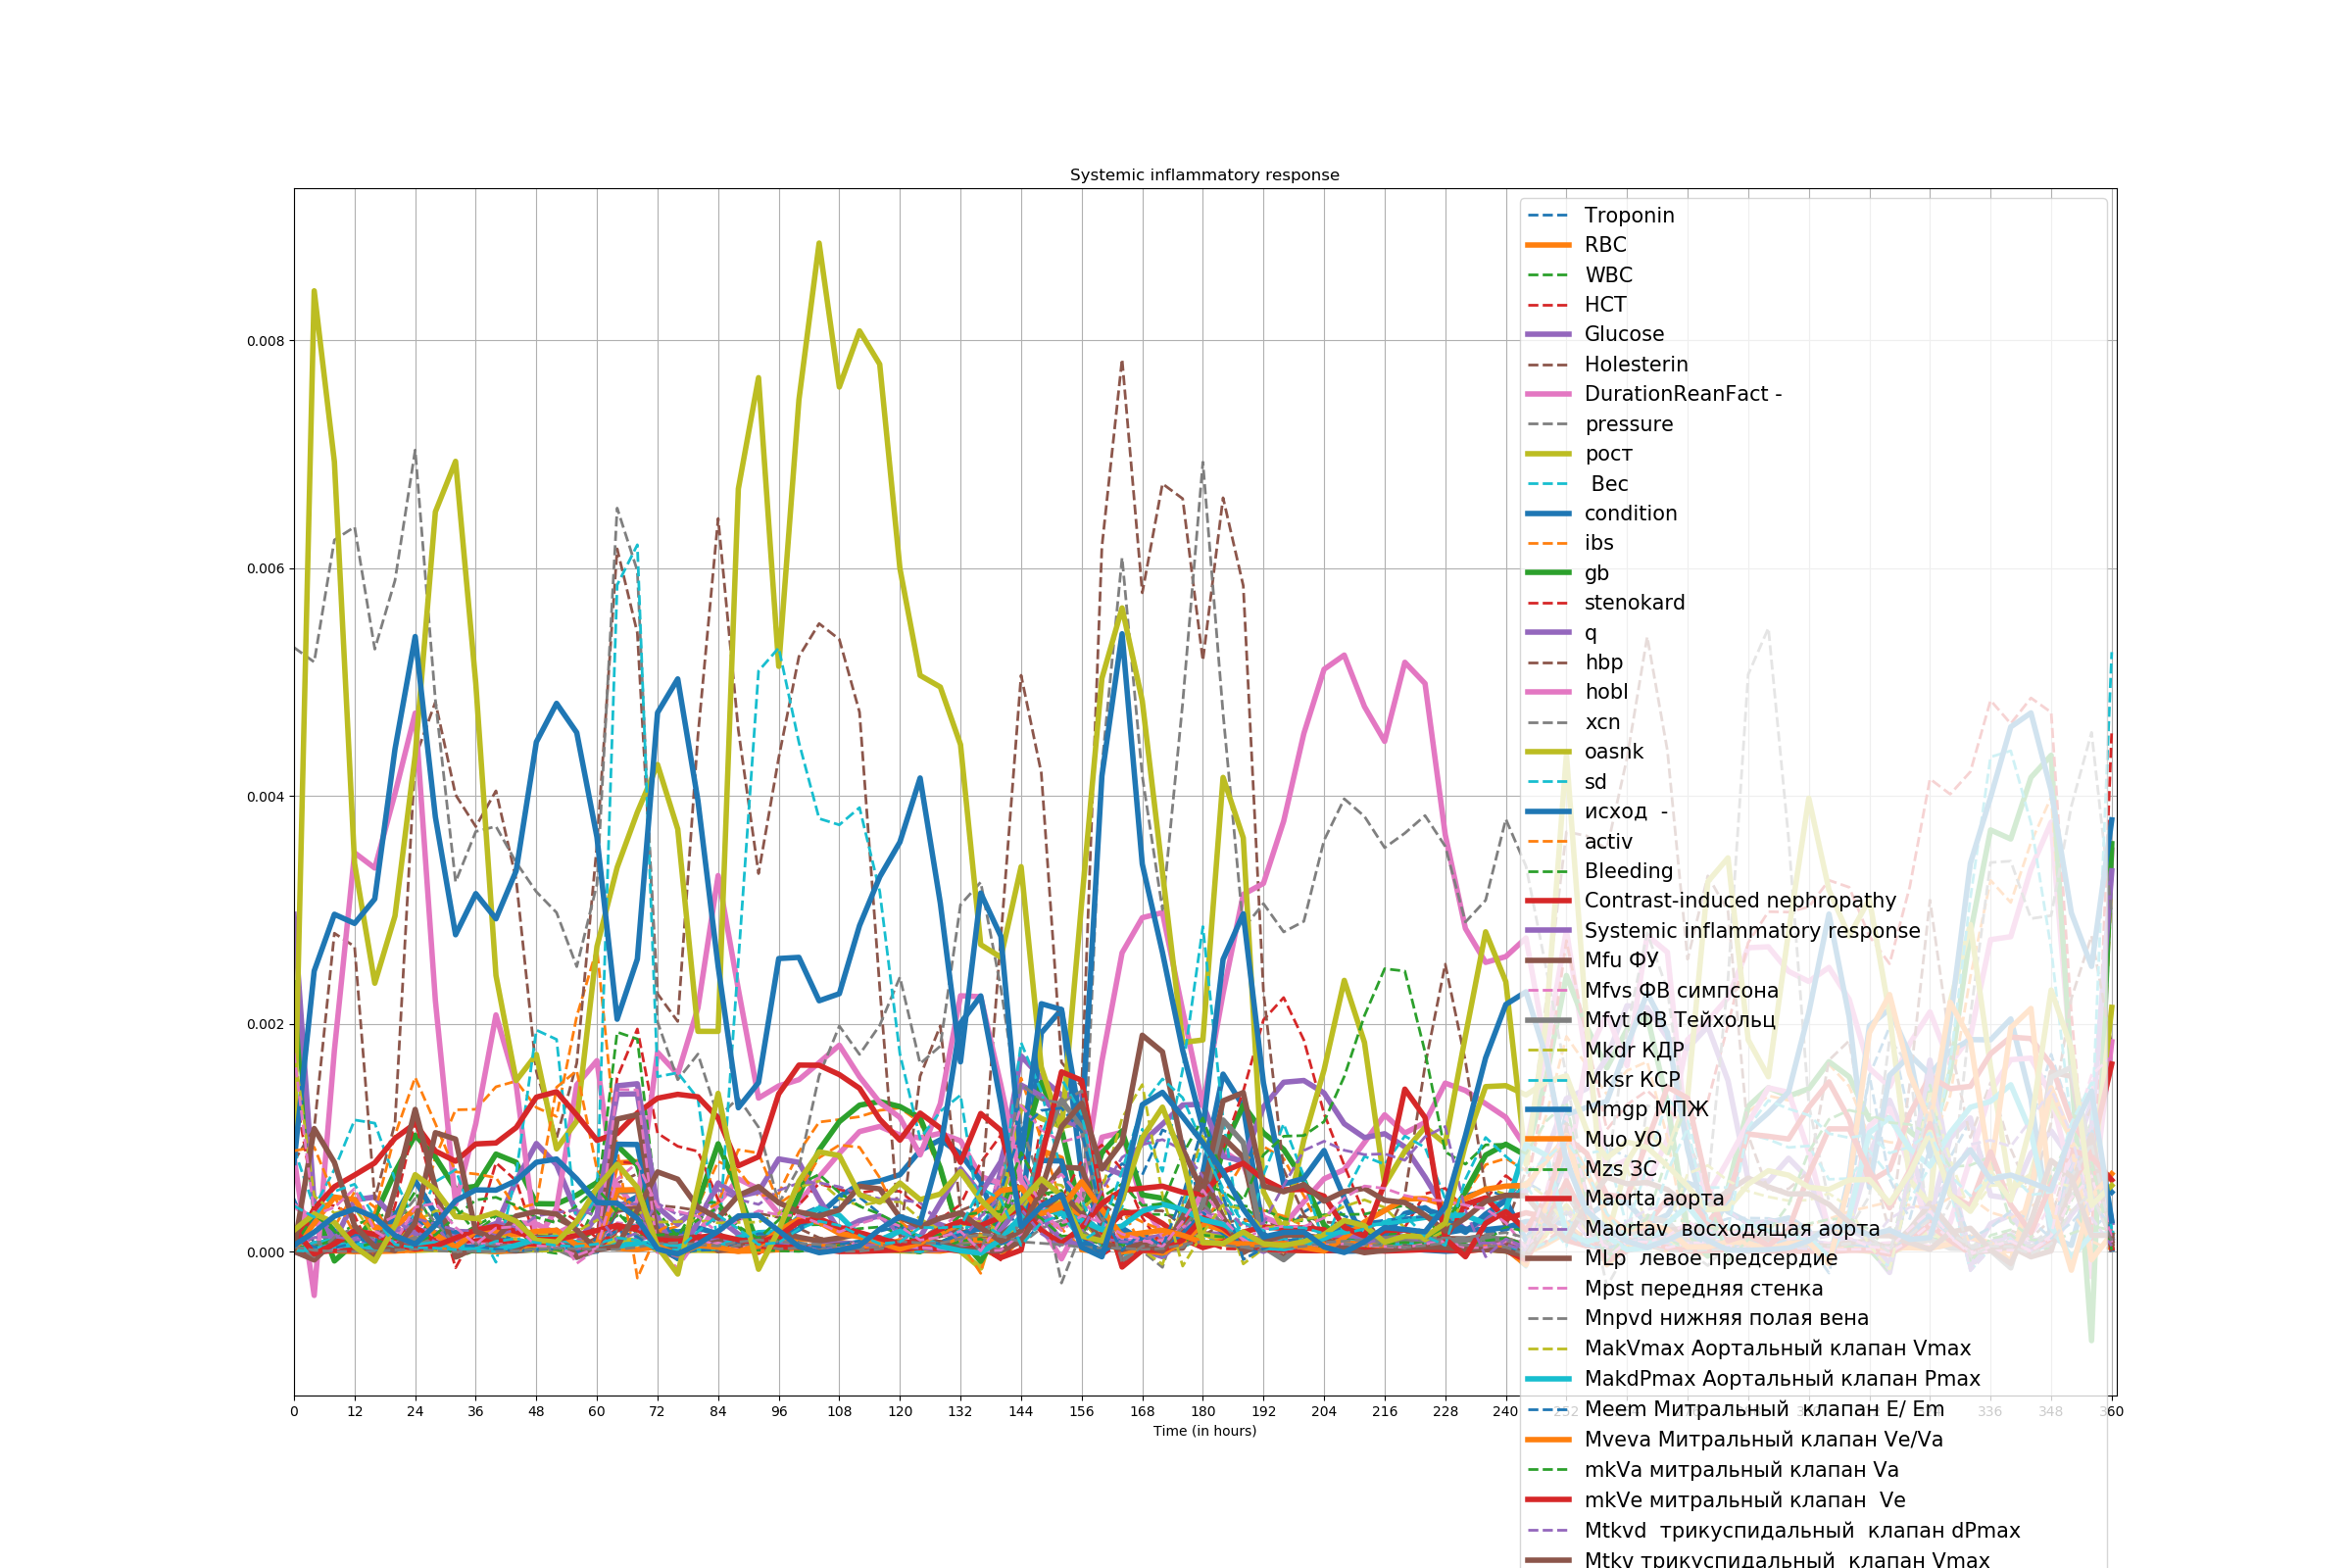 Systemic inflammatory response
0.008
0.006
0.004
0.002
0.000
0 12 24 36 48 60 72 84 96 108 120 132 144 156 168 180 192 204 216 228 240 252 336 348 360
Time (in hours)
Troponin
RBC
WBC
HCT
Glucose
Holesterin
DurationReanFact -
pressure
рост
Вес
condition
ibs
gb
stenokard
q
hbp
hobl
xcn
oasnk
sd
исход -
activ
Bleeding
Contrast-induced nephropathy
Systemic inflammatory response
Mfu ФУ
Mfvs ФВ симпсона
Mfvt ФВ Тейхольц
Mkdr КДР
Mksr КСР
Mmgp МПЖ
Muo УО
Mzs ЗС
Maorta аорта
Maortav восходящая аорта
MLp левое предсердие
Mpst передняя стенка
Mnpvd нижняя полая вена
MakVmax Аортальный клапан Vmax
MakdPmax Аортальный клапан Pmax
Meem Митральный клапан E/ Em
Mveva Митральный клапан Ve/Va
mkVa митральный клапан Va
mkVe митральный клапан Ve
Mtkvd трикуспидальный клапан dPmax
Mtkv трикуспидальный клапан Vmax